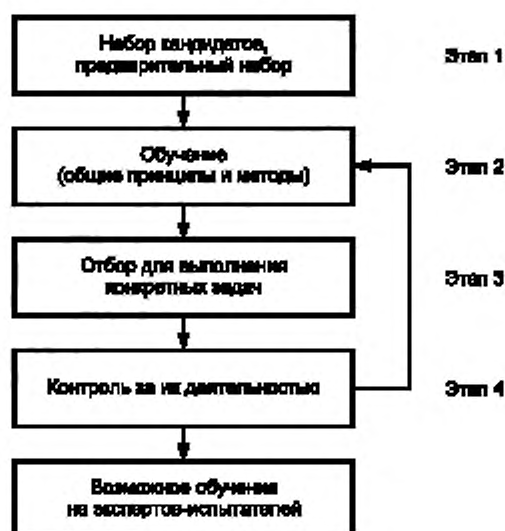 Набор кандидатов,
предварительный набор
Этап 1
Обучение
(общие принципы и методы)
Этап 2
Отбор для выполнения
конкретных задач
Этап 3
Контроль за их деятельностью
Этап 4
Возможное обучение
на экспертов-испытателей